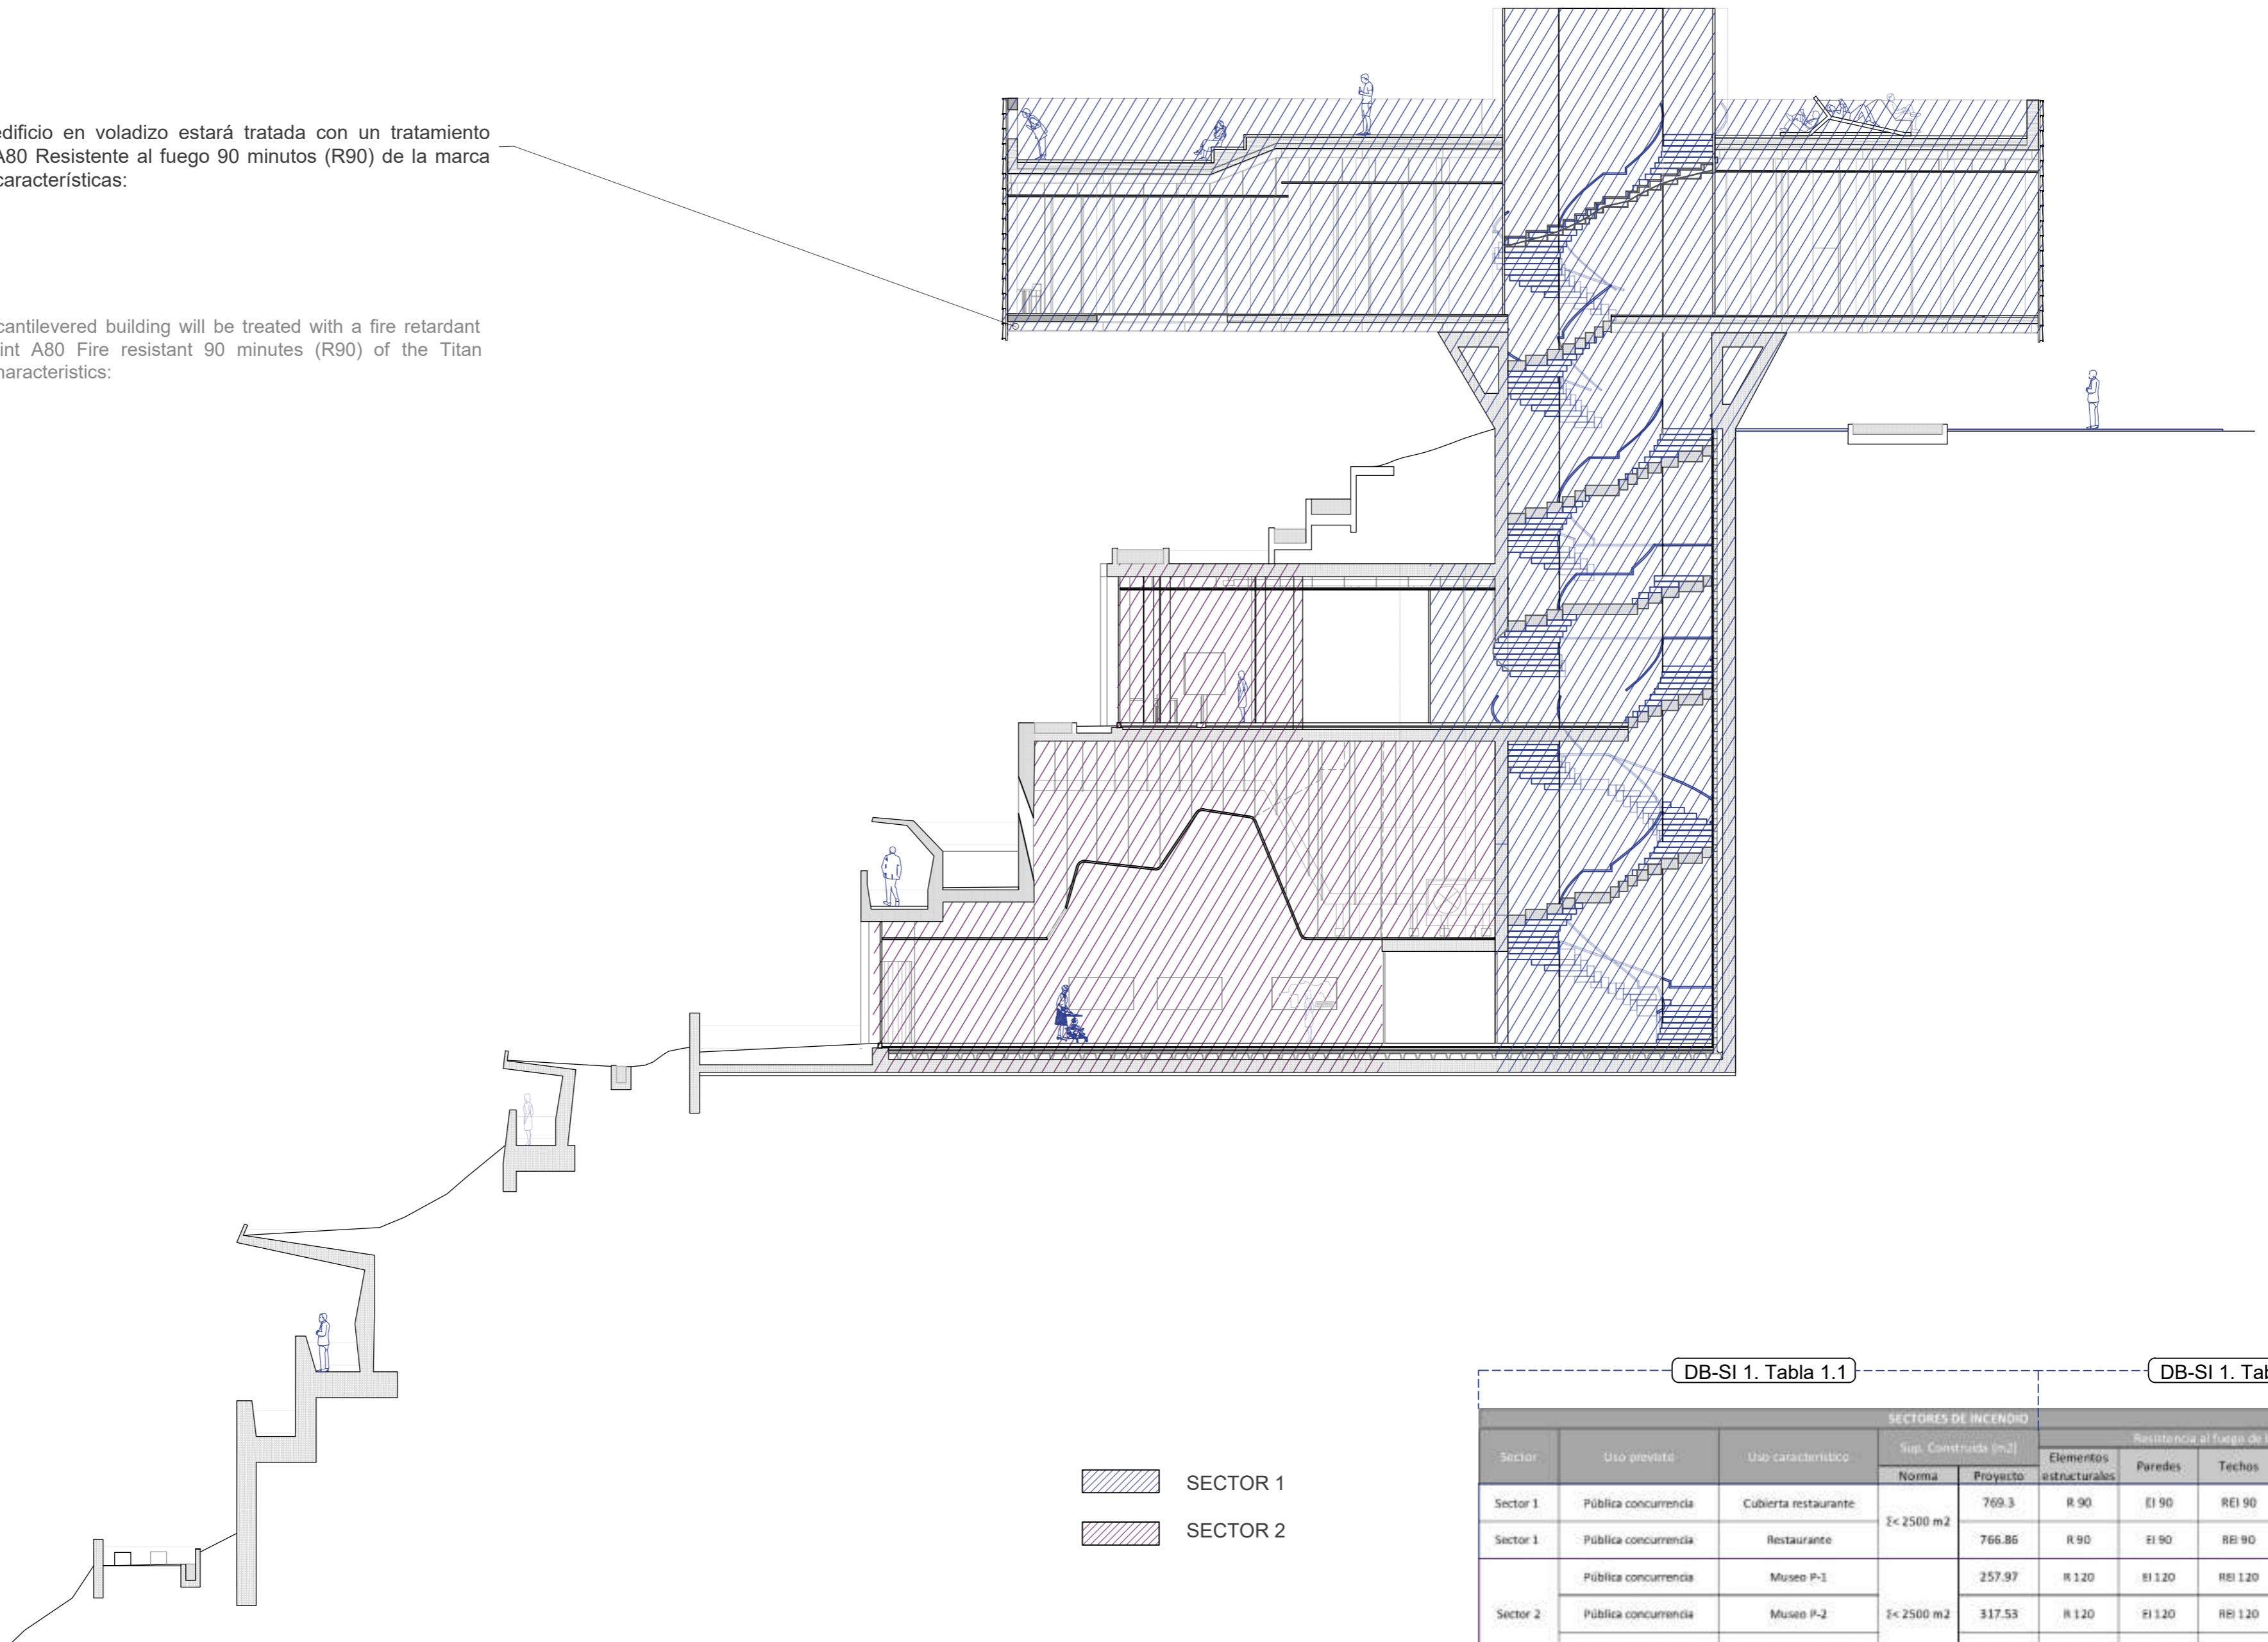 edificio en voladizo estará tratada con un tratamiento
A80 Resistente al fuego 90 minutos (R90) de la marca
características:
cantilevered building will be treated with a fire retardant
int A80 Fire resistant 90 minutes (R90) of the Titan
haracteristics:
SECTOR 1
SECTOR 2
DB-SI 1. Tabla 1.1
DB-SI 1. Tab
SECTORES DE INCENDIO
Sector Uso previsto Uso característico Sup. Construida (m2) Resistencia al fuego de l
Norma Proyecto Elementos estructurales Paredes Techos
Sector 1 Pública concurrencia Cubierta restaurante Σ< 2500 m2 769.3 R 90 EI 90 REI 90
Sector 1 Pública concurrencia Restaurante 766.86 R 90 EI 90 REI 90
Sector 2 Pública concurrencia Museo P-1 Σ< 2500 m2 257.97 R 120 EI 120 REI 120
Pública concurrencia Museo P-2 317.53 R 120 EI 120 REI 120